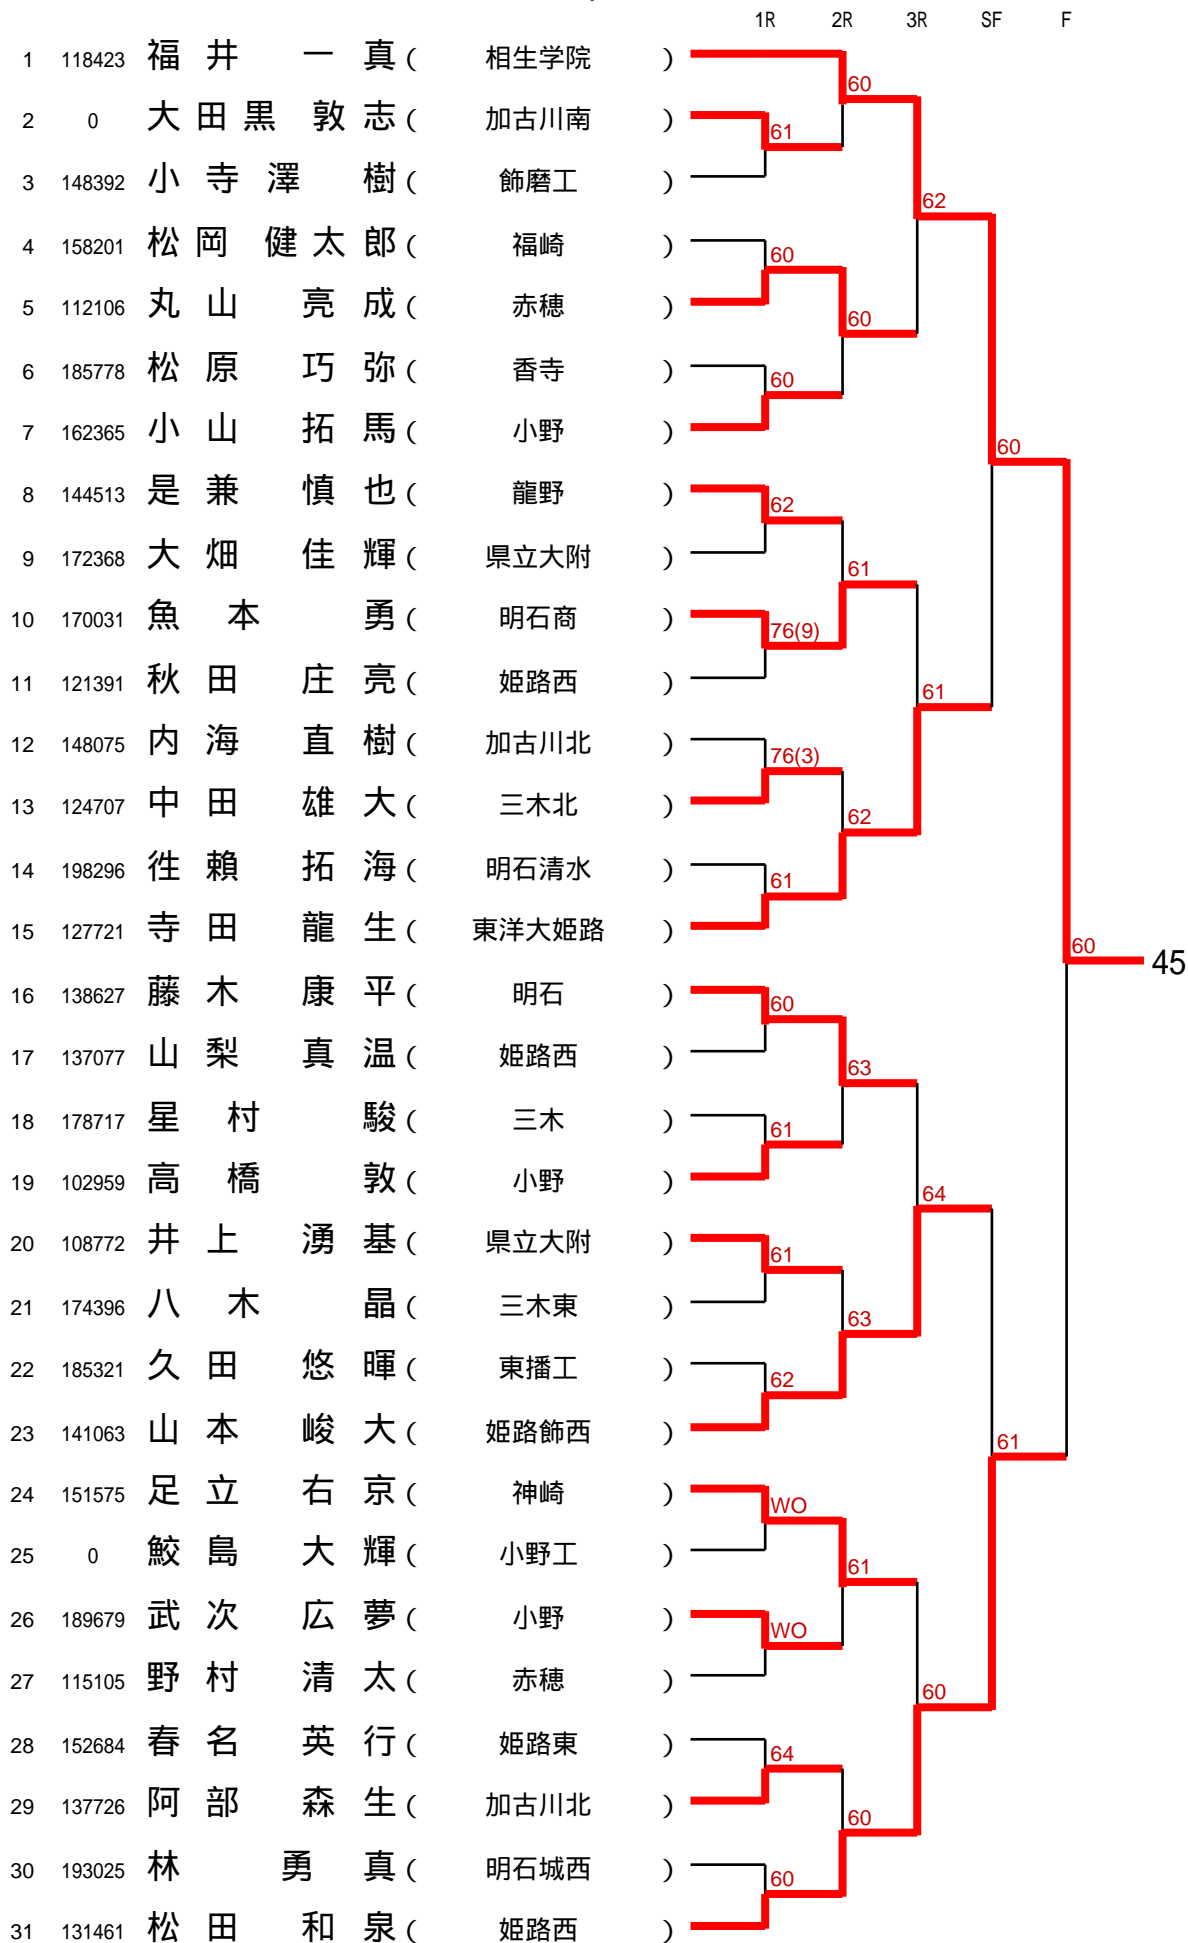 1R 2R 3R SF F
1 118423 福井 一真 ( 相生学院 )
60
2 0 大田黒 敦志 ( 加古川南 )
61
3 148392 小寺澤 樹 ( 飾磨工 )
62
4 158201 松岡 健太郎 ( 福崎 )
60
5 112106 丸山 亮成 ( 赤穂 )
60
6 185778 松原 巧弥 ( 香寺 )
60
7 162365 小山 拓馬 ( 小野 )
60
8 144513 是兼 慎也 ( 龍野 )
62
9 172368 大畑 佳輝 ( 県立大附 )
61
10 170031 魚本 勇 ( 明石商 )
76(9)
11 121391 秋田 庄亮 ( 姫路西 )
61
12 148075 内海 直樹 ( 加古川北 )
76(3)
13 124707 中田 雄大 ( 三木北 )
62
14 198296 徃賴 拓海 ( 明石清水 )
61
15 127721 寺田 龍生 ( 東洋大姫路 )
60 45
16 138627 藤木 康平 ( 明石 )
60
17 137077 山梨 真温 ( 姫路西 )
63
18 178717 星村 駿 ( 三木 )
61
19 102959 高橋 敦 ( 小野 )
64
20 108772 井上 湧基 ( 県立大附 )
61
21 174396 八木 晶 ( 三木東 )
63
22 185321 久田 悠暉 ( 東播工 )
62
23 141063 山本 峻大 ( 姫路飾西 )
61
24 151575 足立 右京 ( 神崎 )
WO
25 0 鮫島 大輝 ( 小野工 )
61
26 189679 武次 広夢 ( 小野 )
WO
27 115105 野村 清太 ( 赤穂 )
60
28 152684 春名 英行 ( 姫路東 )
64
29 137726 阿部 森生 ( 加古川北 )
60
30 193025 林 勇真 ( 明石城西 )
60
31 131461 松田 和泉 ( 姫路西 )